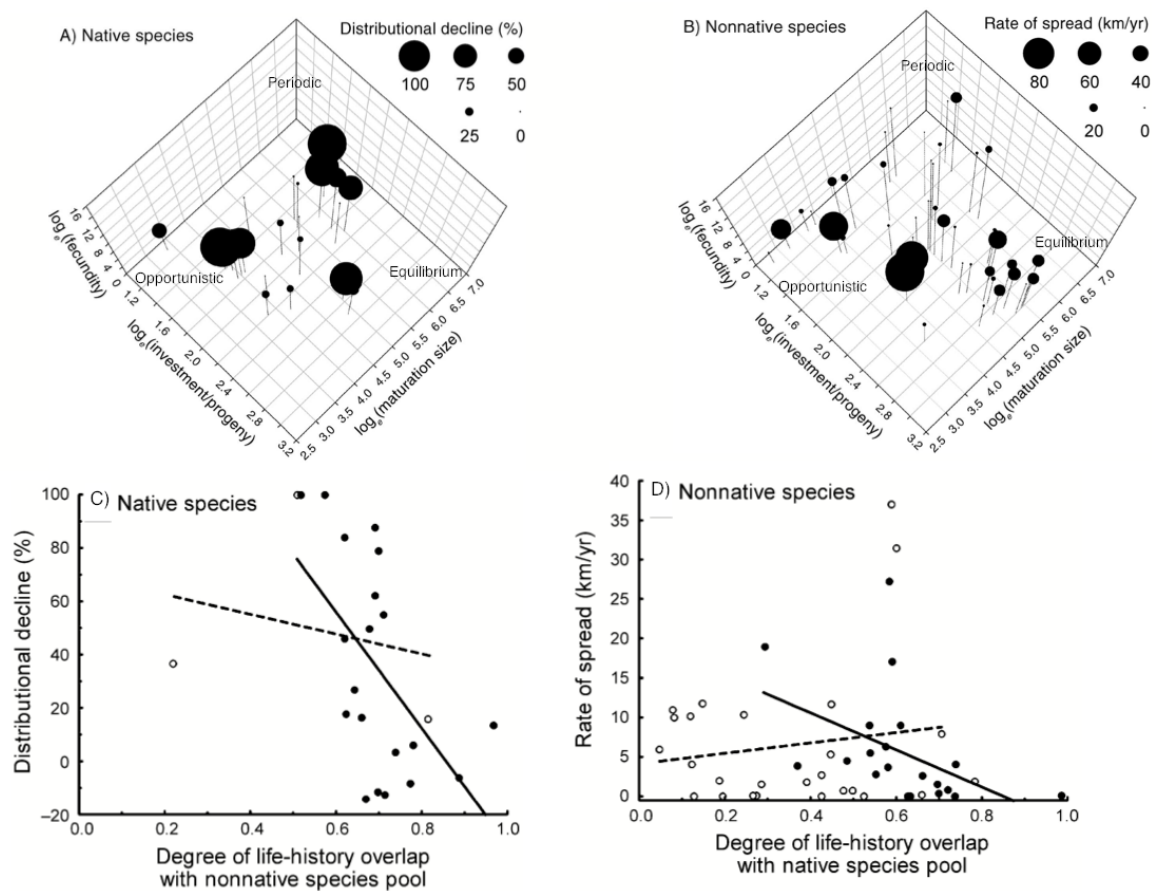 A) Native species
Distributional decline (%)
100 75 50
25 0
Periodic
Opportunistic
Equilibrium
16
12
8
4
0
log_e(fecundity)
1.2
1.6
2.0
2.4
2.8
3.2
log_e(investment/progeny)
2.5
3.0
3.5
4.0
4.5
5.0
5.5
6.0
6.5
7.0
log_e(maturation size)
B) Nonnative species
Rate of spread (km/yr)
80 60 40
20 0
Periodic
Opportunistic
Equilibrium
16
12
8
4
0
log_e(fecundity)
1.2
1.6
2.0
2.4
2.8
3.2
log_e(investment/progeny)
2.5
3.0
3.5
4.0
4.5
5.0
5.5
6.0
6.5
7.0
log_e(maturation size)
C) Native species
100
80
60
40
20
0
–20
Distributional decline (%)
0.0 0.2 0.4 0.6 0.8 1.0
Degree of life-history overlap
with nonnative species pool
D) Nonnative species
40
35
30
25
20
15
10
5
0
Rate of spread (km/yr)
0.0 0.2 0.4 0.6 0.8 1.0
Degree of life-history overlap
with native species pool